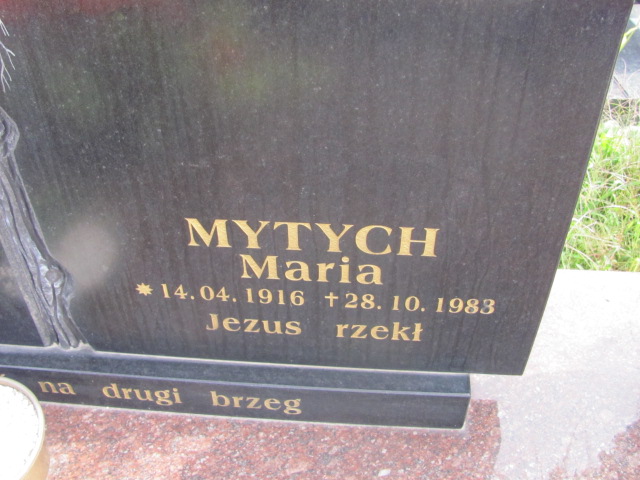 MYTYCH
Maria
* 14.04.1916 † 28.10.1983
Jezus rzekł
na drugi brzeg